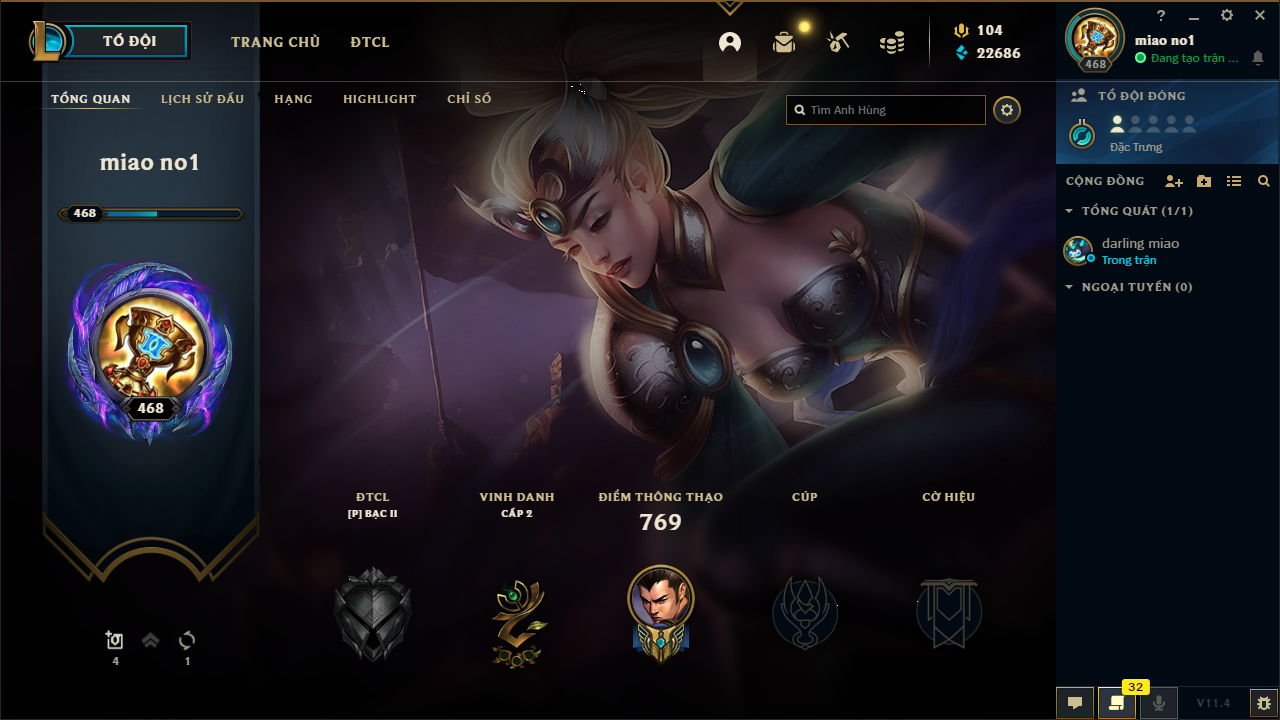 TỔ ĐỘI
TRANG CHỦ
ĐTCL
104
22686
?
468
miao no1
Đang tạo trận ...
TỔNG QUAN
LỊCH SỬ ĐẤU
HẠNG
HIGHLIGHT
CHỈ SỐ
Tìm Anh Hùng
TỔ ĐỘI ĐÓNG
Đặc Trưng
CỘNG ĐỒNG
TỔNG QUÁT (1/1)
darling miao
Trong trận
NGOẠI TUYẾN (0)
miao no1
468
468
ĐTCL
[P] BẠC II
VINH DANH
CẤP 2
ĐIỂM THÔNG THẠO
769
CÚP
CỜ HIỆU
4
1
32
V11.4